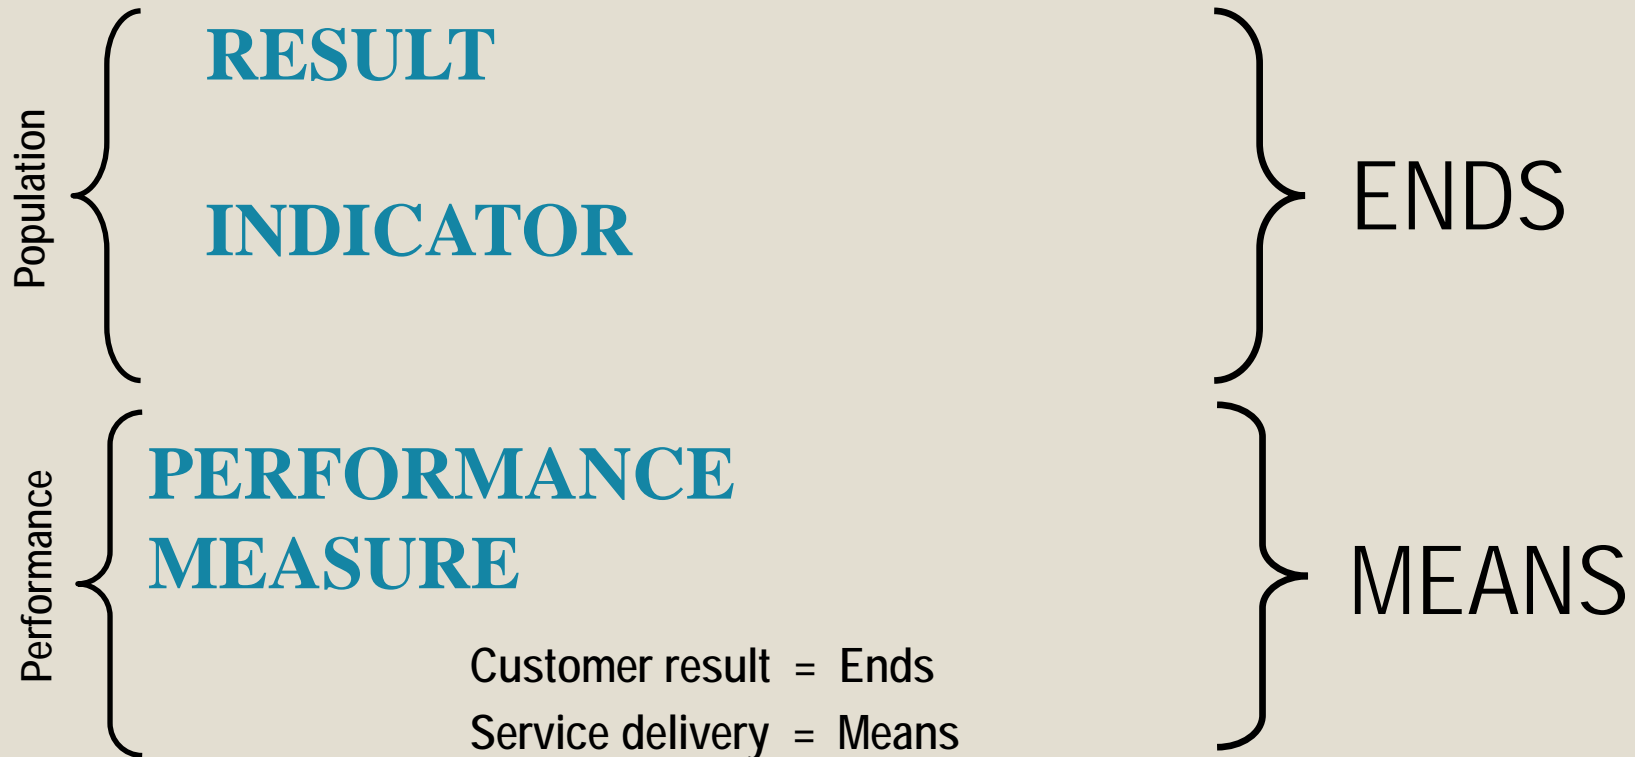 Population
RESULT
INDICATOR
ENDS
Performance
PERFORMANCE
MEASURE
MEANS
Customer result = Ends
Service delivery = Means